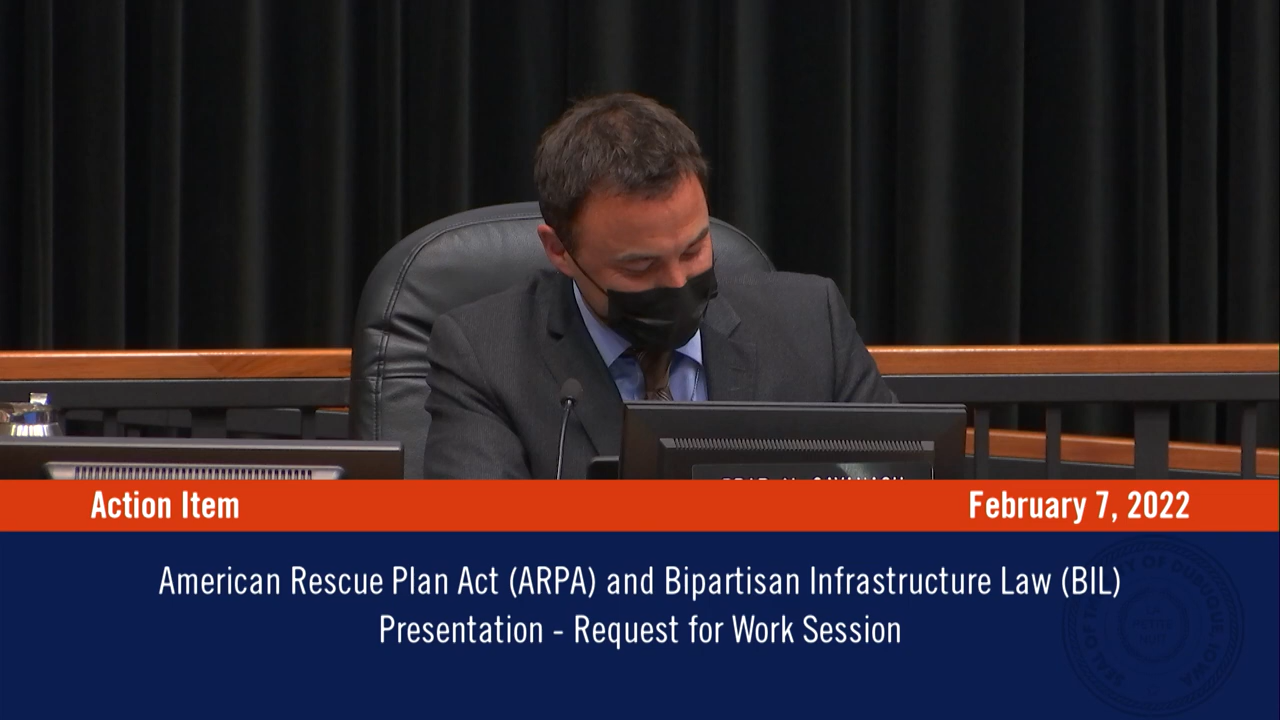 Action Item
February 7, 2022
American Rescue Plan Act (ARPA) and Bipartisan Infrastructure Law (BIL)
Presentation - Request for Work Session